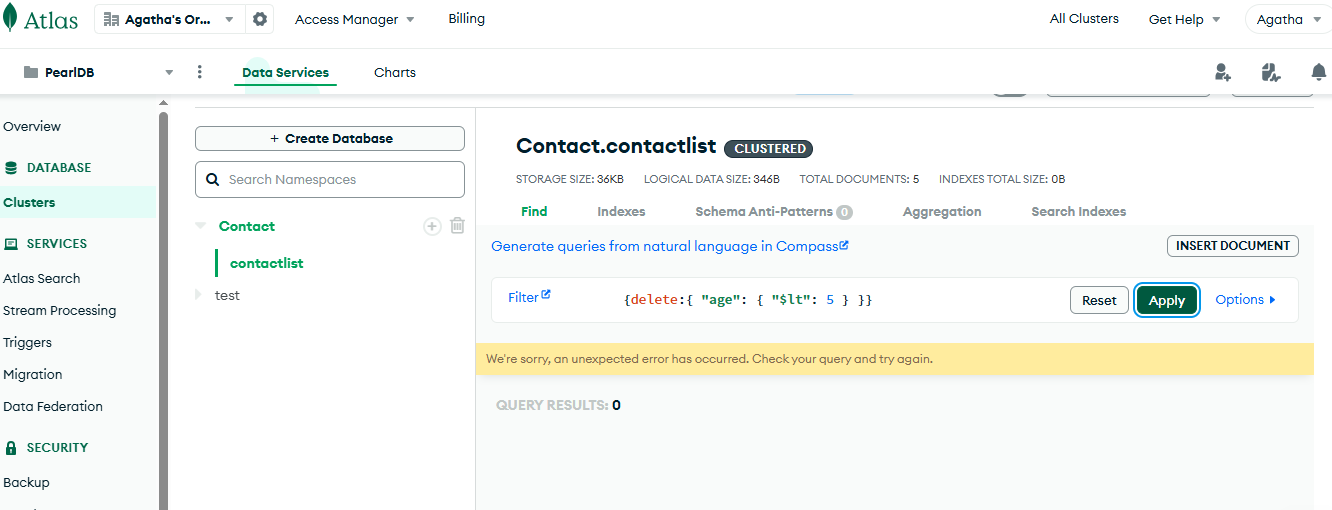 Atlas Agatha's Or... Access Manager Billing All Clusters Get Help Agatha
PearlDB Data Services Charts
Overview
DATABASE
Clusters
SERVICES
Atlas Search
Stream Processing
Triggers
Migration
Data Federation
SECURITY
Backup
+ Create Database
Search Namespaces
Contact
contactlist
test
Contact.contactlist CLUSTERED
STORAGE SIZE: 36KB LOGICAL DATA SIZE: 346B TOTAL DOCUMENTS: 5 INDEXES TOTAL SIZE: 0B
Find Indexes Schema Anti-Patterns 0 Aggregation Search Indexes
Generate queries from natural language in Compass INSERT DOCUMENT
Filter {delete:{ "age": { "$lt": 5 } }} Reset Apply Options
We're sorry, an unexpected error has occurred. Check your query and try again.
QUERY RESULTS: 0